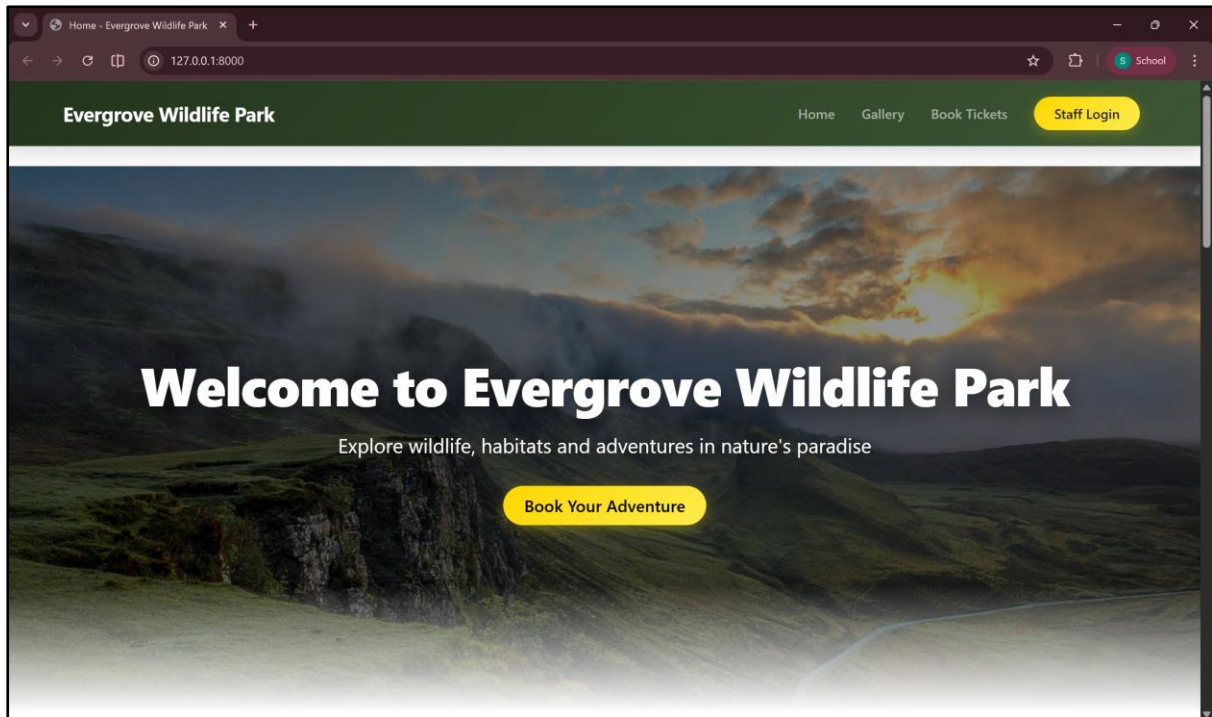 Home - Evergrove Wildlife Park
127.0.0.1:8000
S School
Evergrove Wildlife Park
Home Gallery Book Tickets Staff Login
Welcome to Evergrove Wildlife Park
Explore wildlife, habitats and adventures in nature's paradise
Book Your Adventure